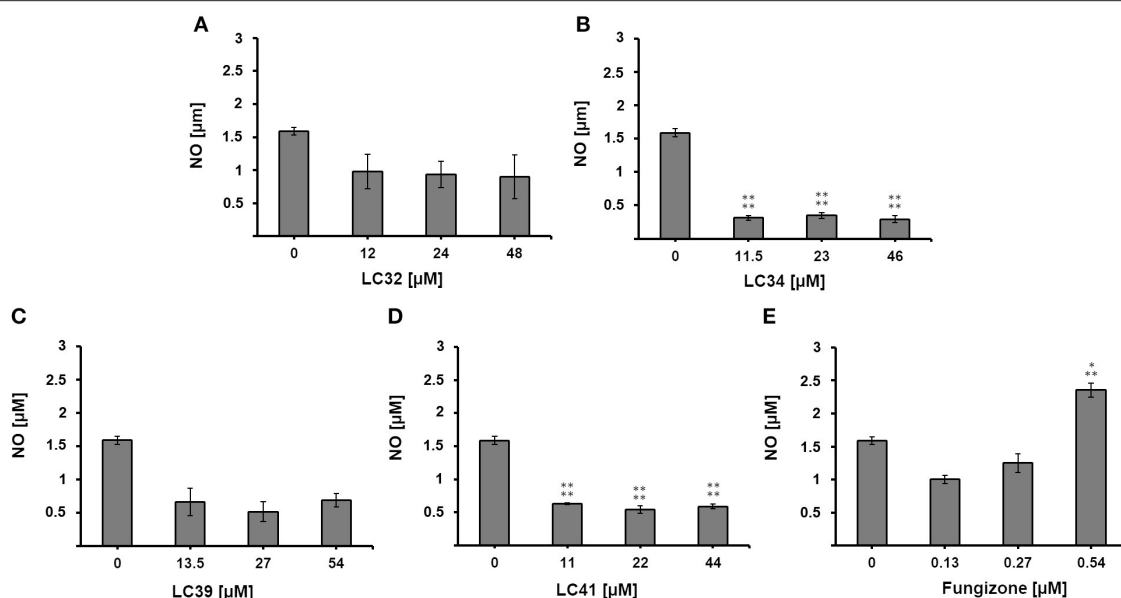 A
3
2.5
2
1.5
1
0.5
NO [µm]
0 12 24 48
LC32 [µM]
B
3
2.5
2
1.5
1
0.5
NO [µm]
** ** **
** ** **
0 11.5 23 46
LC34 [µM]
C
3
2.5
2
1.5
1
0.5
NO [µM]
0 13.5 27 54
LC39 [µM]
D
3
2.5
2
1.5
1
0.5
NO [µM]
** ** **
** ** **
0 11 22 44
LC41 [µM]
E
3
2.5
2
1.5
1
0.5
NO [µM]
*
**
0 0.13 0.27 0.54
Fungizone [µM]